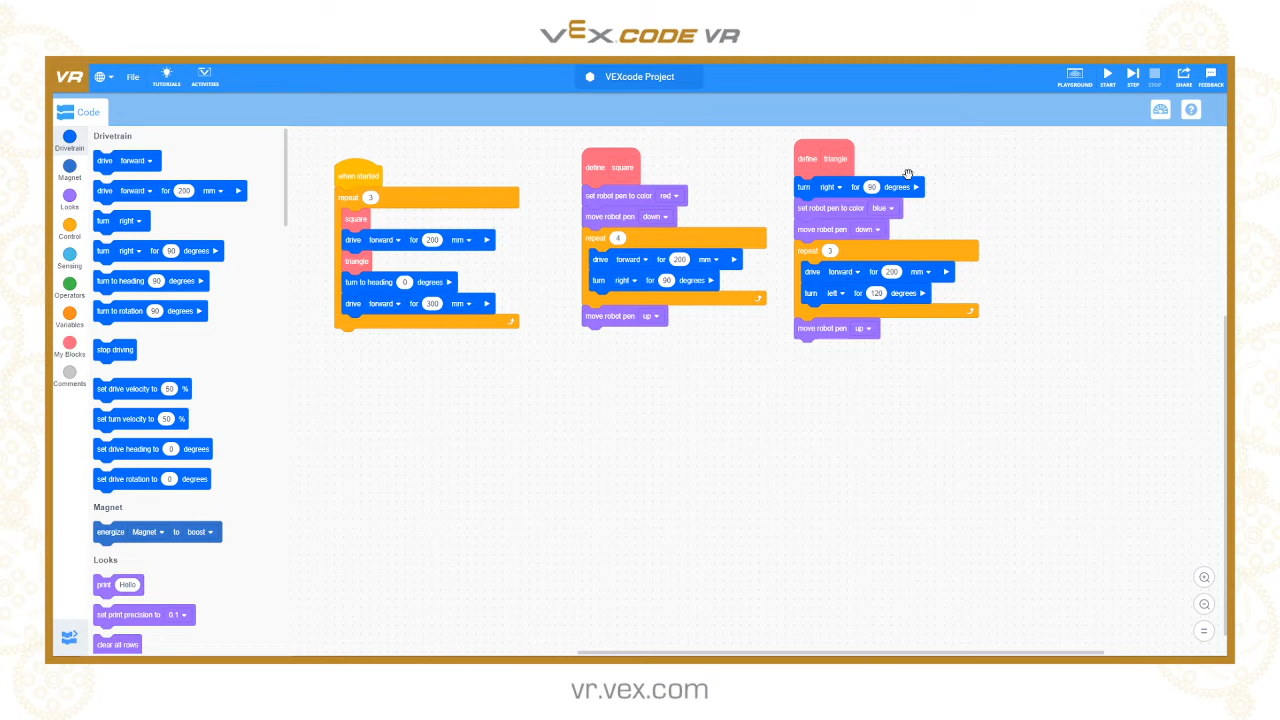 VEX CODE VR
VR
File
TUTORIALS
ACTIVITIES
VEXcode Project
PLAYGROUND
START
STEP
STOP
SHARE
FEEDBACK
Code
Drivetrain
Magnet
Looks
Control
Sensing
Operators
Variables
My Blocks
Comments
Drivetrain
drive forward
drive forward for 200 mm
turn right
turn right for 90 degrees
turn to heading 90 degrees
turn to rotation 90 degrees
stop driving
set drive velocity to 50 %
set turn velocity to 50 %
set drive heading to 0 degrees
set drive rotation to 0 degrees
Magnet
energize Magnet to boost
Looks
print Hello
set print precision to 0.1
clear all rows
when started
repeat 3
square
drive forward for 200 mm
triangle
turn to heading 0 degrees
drive forward for 300 mm
define square
set robot pen to color red
move robot pen down
repeat 4
drive forward for 200 mm
turn right for 90 degrees
move robot pen up
define triangle
turn right for 90 degrees
set robot pen to color blue
move robot pen down
repeat 3
drive forward for 200 mm
turn left for 120 degrees
move robot pen up
vr.vex.com